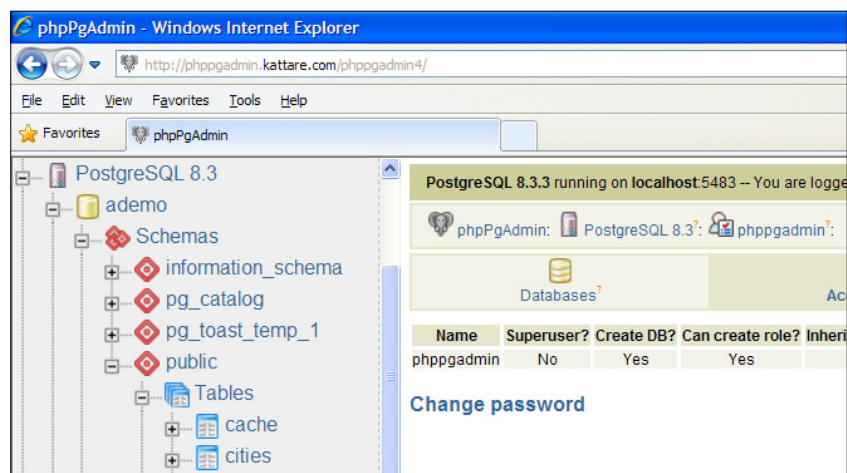 phpPgAdmin - Windows Internet Explorer
http://phppgadmin.kattare.com/phppgadmin4/
File Edit View Favorites Tools Help
Favorites phpPgAdmin
PostgreSQL 8.3
ademo
Schemas
information_schema
pg_catalog
pg_toast_temp_1
public
Tables
cache
cities
PostgreSQL 8.3.3 running on localhost:5483 -- You are logge
phpPgAdmin: PostgreSQL 8.3?: phppgadmin?:
Databases? Acc
Name Superuser? Create DB? Can create role? Inheri
phppgadmin No Yes Yes
Change password